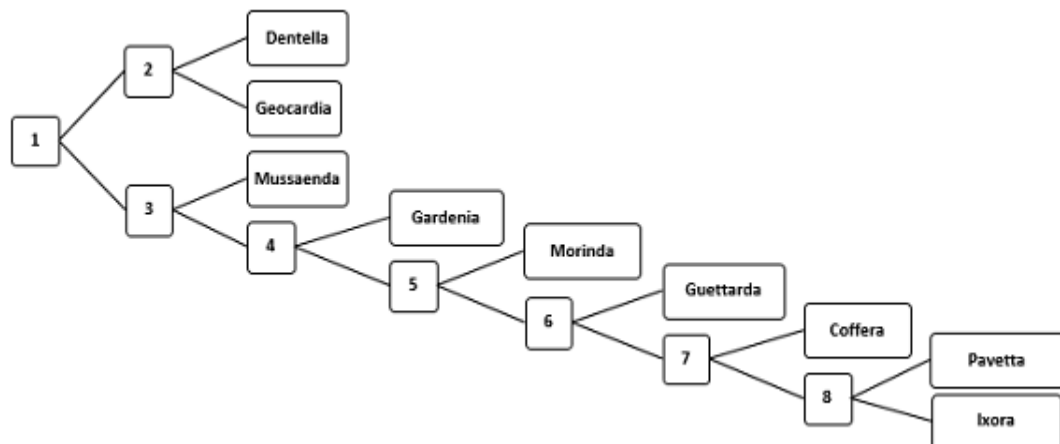 Dentella
2
Geocardia
1
Mussaenda
3
Gardenia
4
Morinda
5
Guettarda
6
Coffera
7
Pavetta
8
Ixora